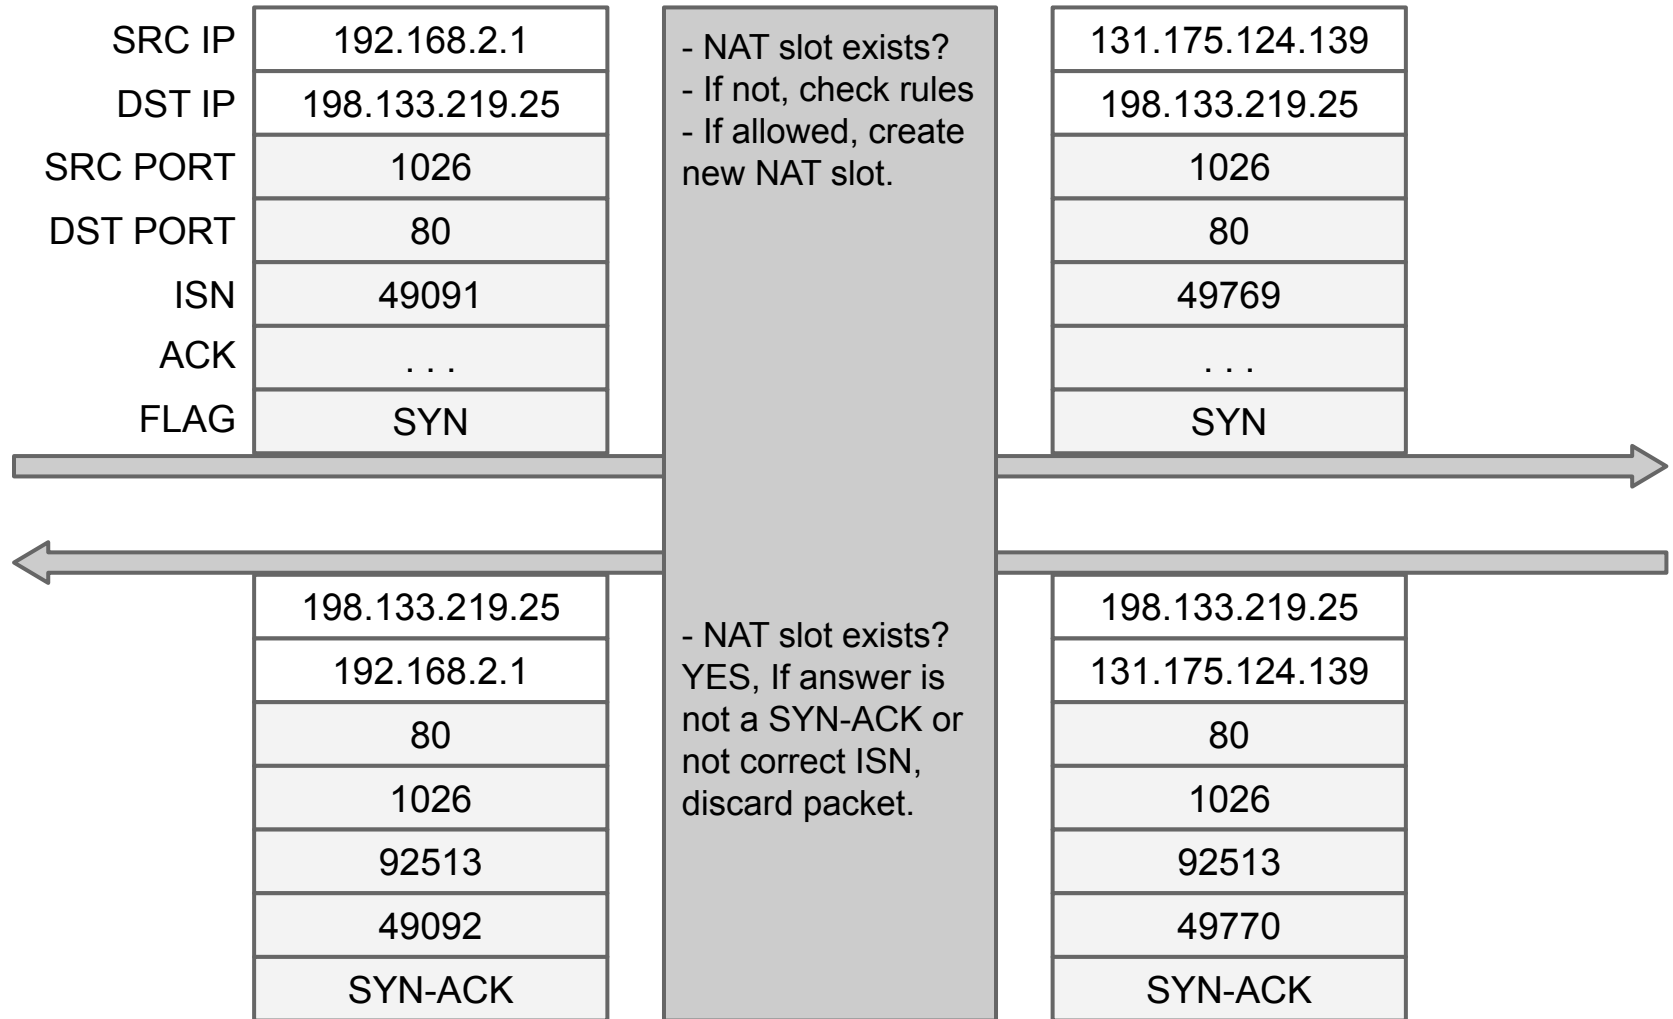 SRC IP 192.168.2.1 131.175.124.139
DST IP 198.133.219.25 198.133.219.25
SRC PORT 1026 1026
DST PORT 80 80
ISN 49091 49769
ACK . . . . . .
FLAG SYN SYN
- NAT slot exists?
- If not, check rules
- If allowed, create
new NAT slot.
198.133.219.25 198.133.219.25
192.168.2.1 131.175.124.139
80 80
1026 1026
92513 92513
49092 49770
SYN-ACK SYN-ACK
- NAT slot exists?
YES, If answer is
not a SYN-ACK or
not correct ISN,
discard packet.